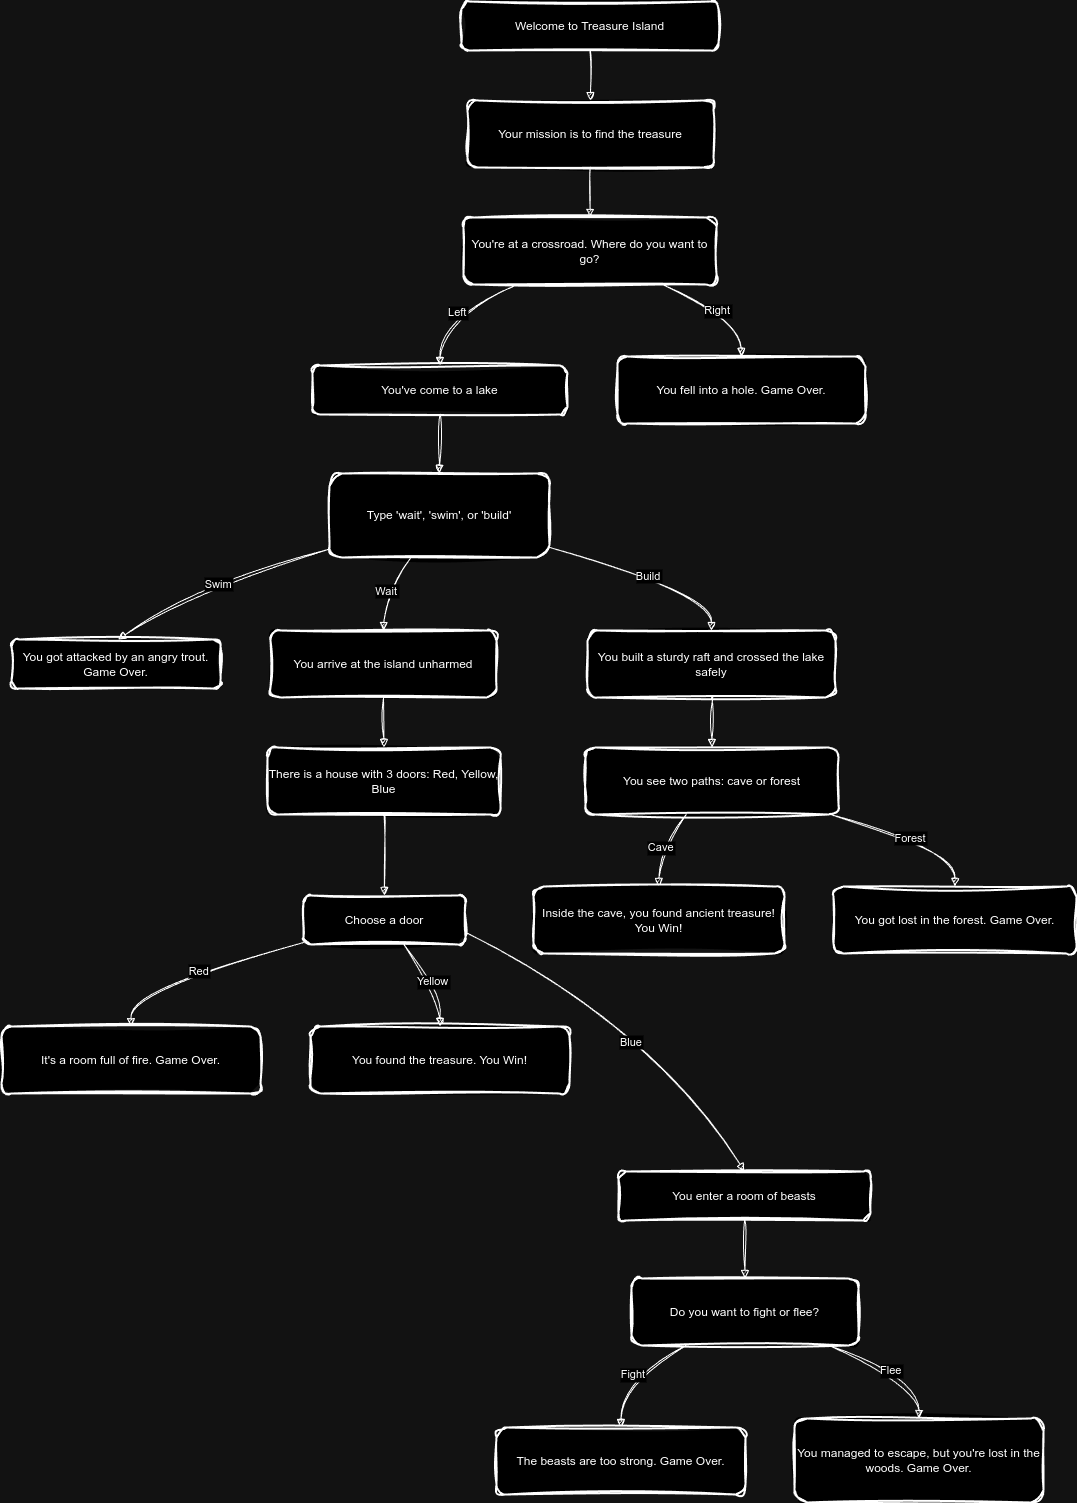 Welcome to Treasure Island
Your mission is to find the treasure
You're at a crossroad. Where do you want to
go?
Left
Right
You've come to a lake
You fell into a hole. Game Over.
Type 'wait', 'swim', or 'build'
Swim
Wait
Build
You got attacked by an angry trout.
Game Over.
You arrive at the island unharmed
You built a sturdy raft and crossed the lake
safely
There is a house with 3 doors: Red, Yellow,
Blue
You see two paths: cave or forest
Cave
Forest
Choose a door
Inside the cave, you found ancient treasure!
You Win!
You got lost in the forest. Game Over.
Red
Yellow
Blue
It's a room full of fire. Game Over.
You found the treasure. You Win!
You enter a room of beasts
Do you want to fight or flee?
Fight
Flee
The beasts are too strong. Game Over.
You managed to escape, but you're lost in the
woods. Game Over.